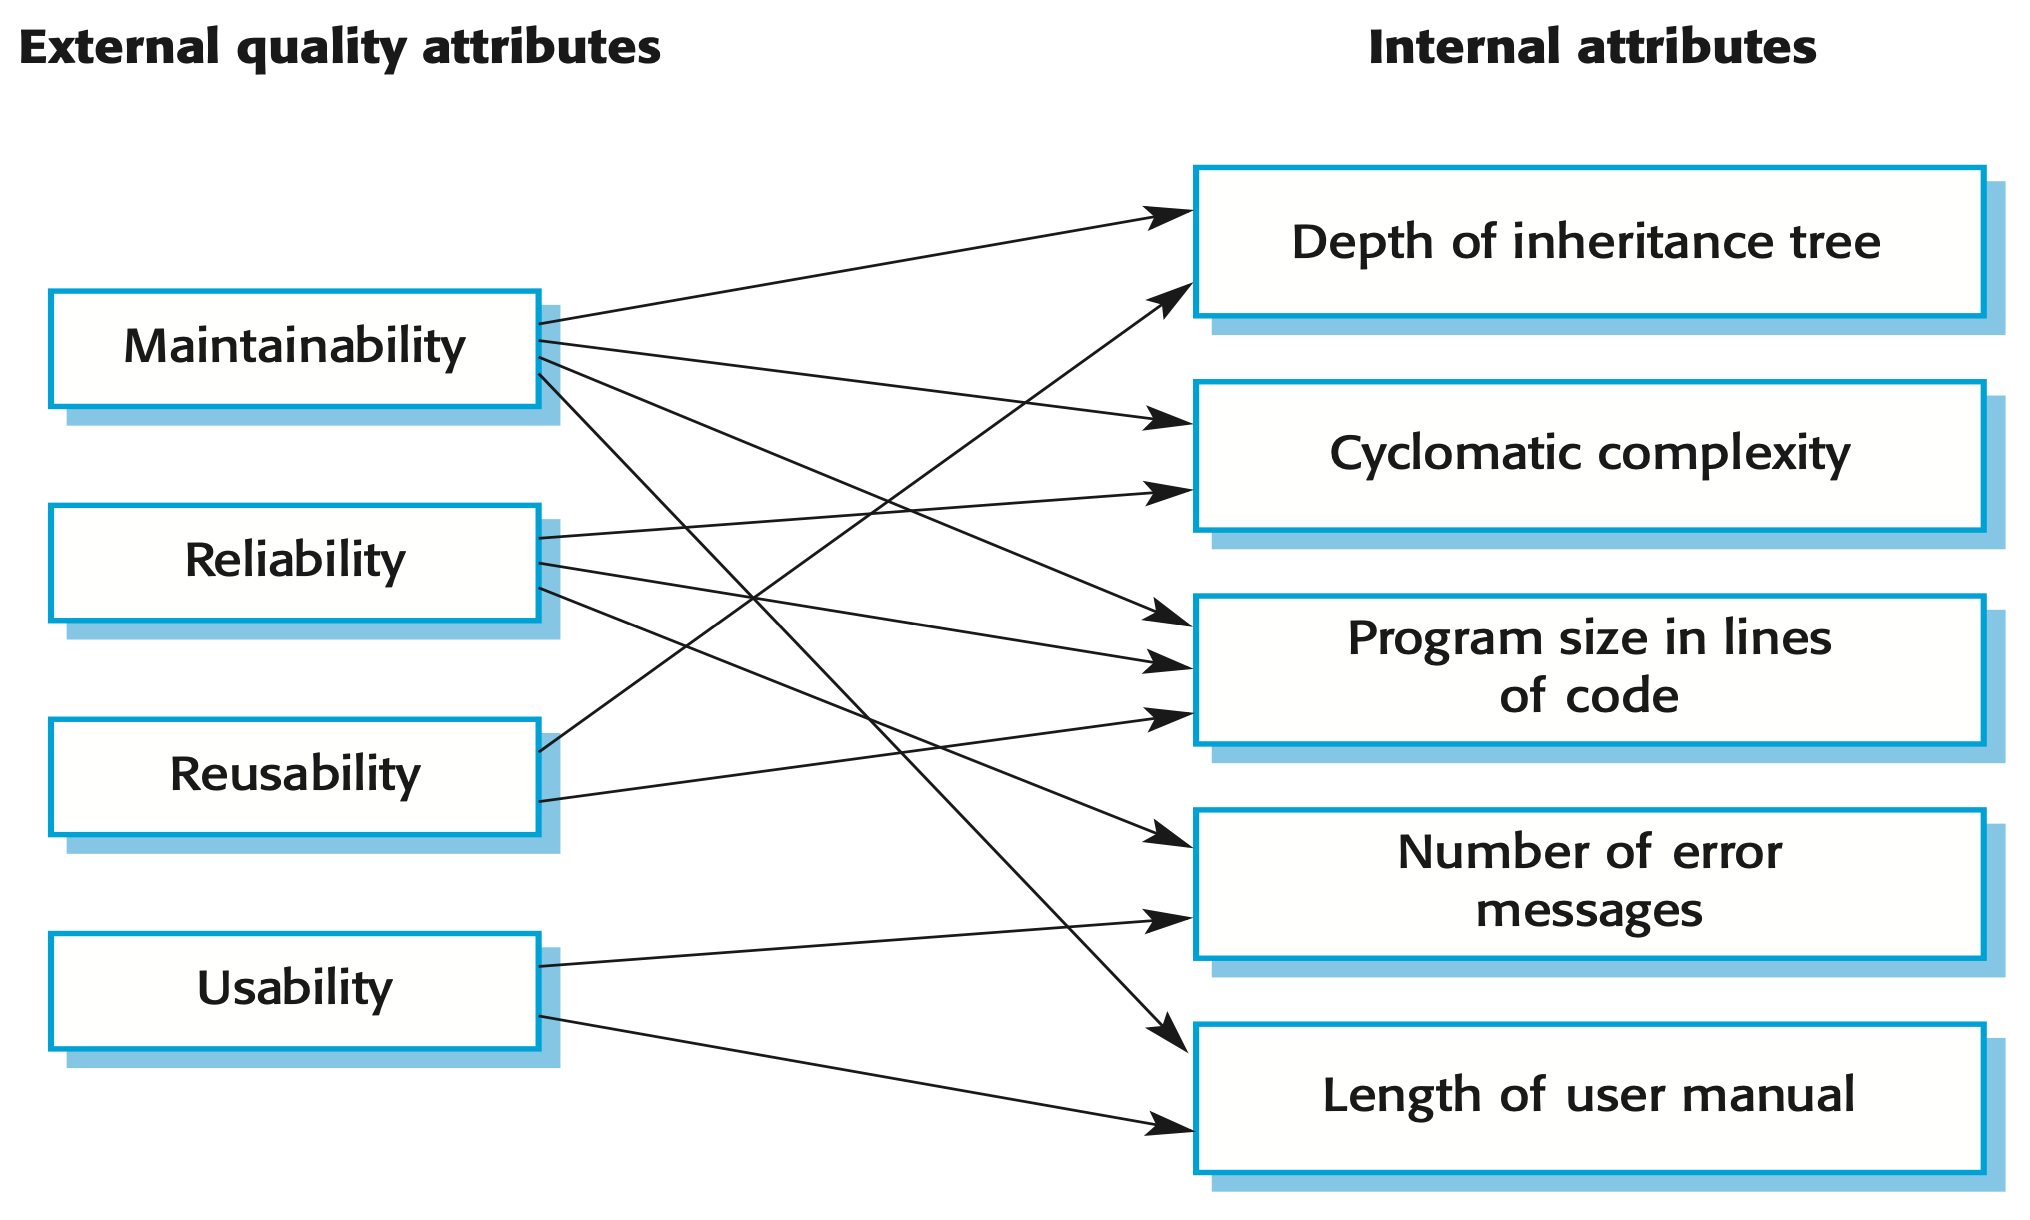 External quality attributes
Internal attributes
Maintainability
Reliability
Reusability
Usability
Depth of inheritance tree
Cyclomatic complexity
Program size in lines
of code
Number of error
messages
Length of user manual